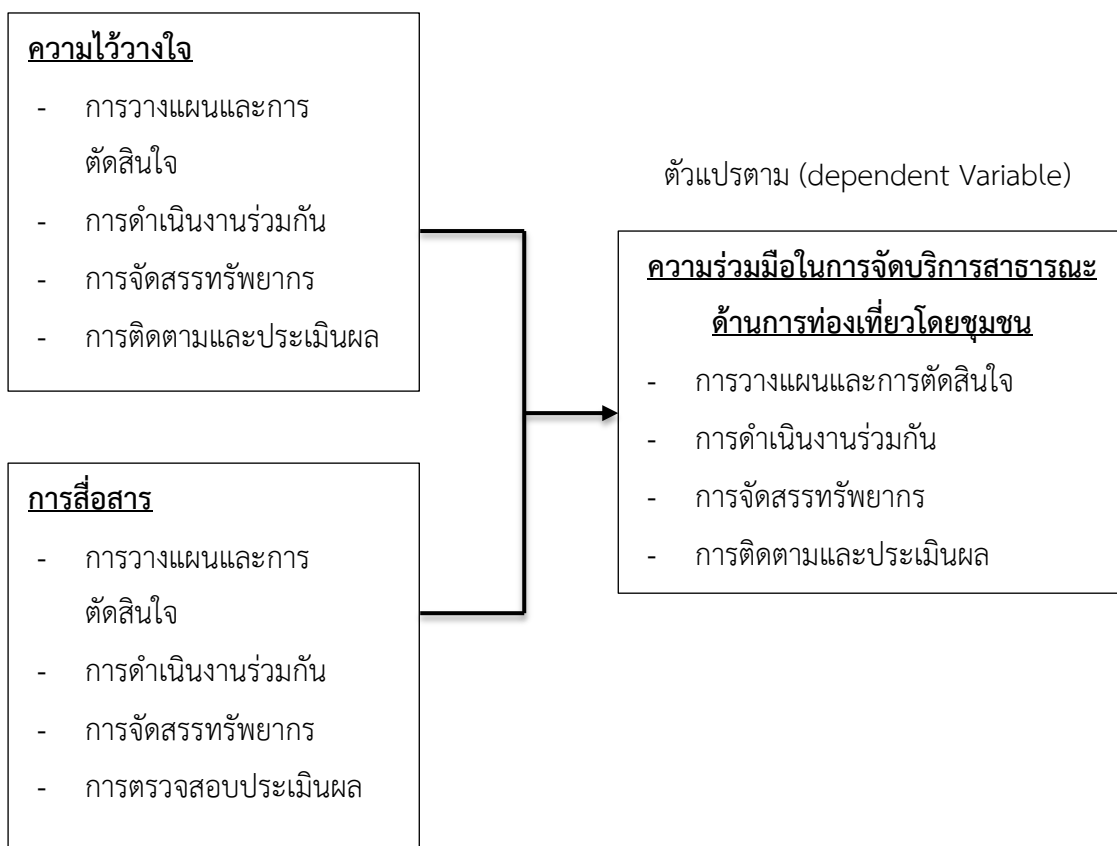 ความไว้วางใจ
- การวางแผนและการ
ตัดสินใจ
- การดำเนินงานร่วมกัน
- การจัดสรรทรัพยากร
- การติดตามและประเมินผล
การสื่อสาร
- การวางแผนและการ
ตัดสินใจ
- การดำเนินงานร่วมกัน
- การจัดสรรทรัพยากร
- การตรวจสอบประเมินผล
ตัวแปรตาม (dependent Variable)
ความร่วมมือในการจัดบริการสาธารณะ
ด้านการท่องเที่ยวโดยชุมชน
- การวางแผนและการตัดสินใจ
- การดำเนินงานร่วมกัน
- การจัดสรรทรัพยากร
- การติดตามและประเมินผล